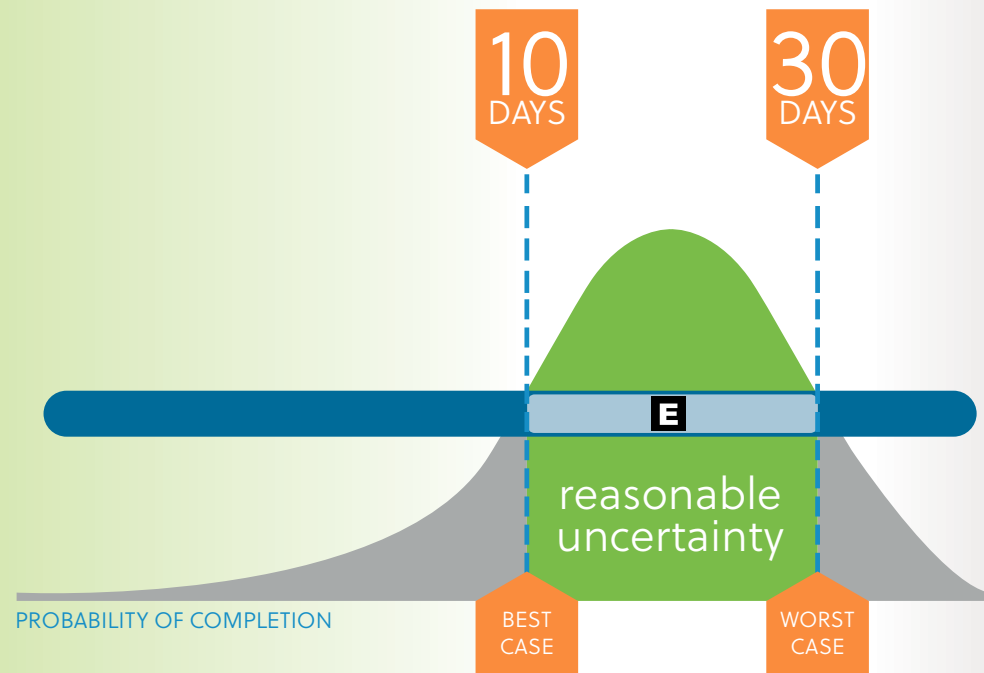 10
DAYS
30
DAYS
E
reasonable
uncertainty
PROBABILITY OF COMPLETION
BEST
CASE
WORST
CASE